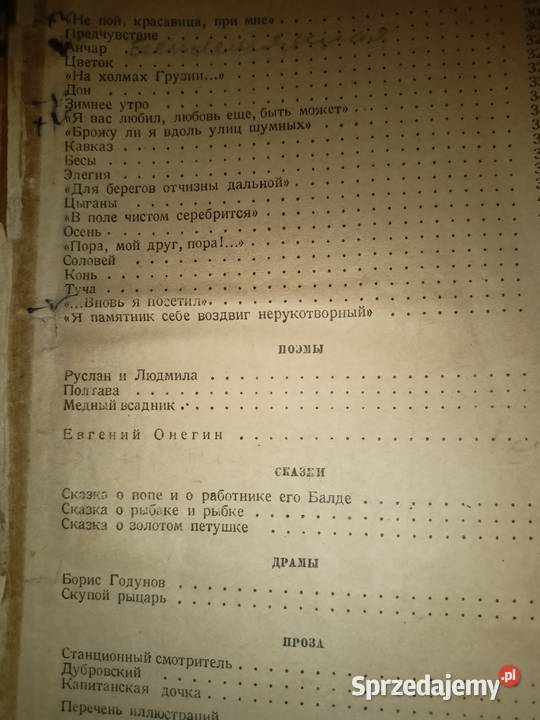 «Не пой, красавица, при мне»
Предчувствие
Анчар
Цветок
«На холмах Грузии...»
Дон
Зимнее утро
«Я вас любил, любовь еще, быть может»
«Брожу ли я вдоль улиц шумных»
Кавказ
Бесы
Элегия
«Для берегов отчизны дальной»
Цыганы
«В поле чистом серебрится»
Осень
«Пора, мой друг, пора!...»
Соловей
Конь
Туча
«...Вновь я посетил»
«Я памятник себе воздвиг нерукотворный»
ПОЭМЫ
Руслан и Людмила
Полтава
Медный всадник
Евгений Онегин
СКАЗКИ
Сказка о попе и о работнике его Балде
Сказка о рыбаке и рыбке
Сказка о золотом петушке
ДРАМЫ
Борис Годунов
Скупой рыцарь
ПРОЗА
Станционный смотритель
Дубровский
Капитанская дочка
Перечень иллюстраций
Sprzedajemy.pl